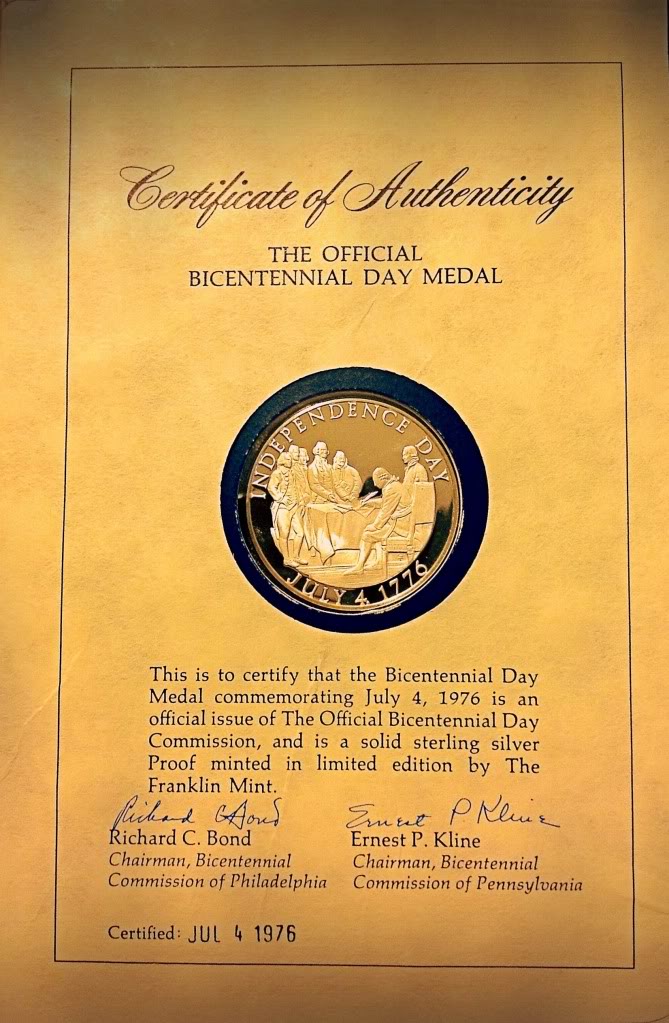 Certificate of Authenticity
THE OFFICIAL
BICENTENNIAL DAY MEDAL
INDEPENDENCE DAY
JULY 4, 1776
This is to certify that the Bicentennial Day
Medal commemorating July 4, 1976 is an
official issue of The Official Bicentennial Day
Commission, and is a solid sterling silver
Proof minted in limited edition by The
Franklin Mint.
Richard C Bond
Ernest P. Kline
Richard C. Bond
Ernest P. Kline
Chairman, Bicentennial
Commission of Philadelphia
Chairman, Bicentennial
Commission of Pennsylvania
Certified: JUL 4 1976